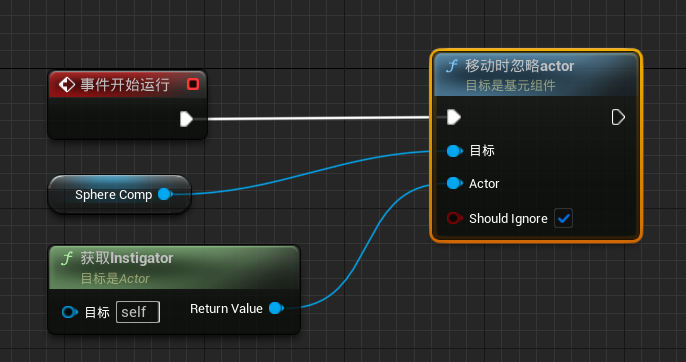 事件开始运行
移动时忽略actor
目标是基元组件
目标
Sphere Comp
Actor
Should Ignore
获取Instigator
目标是Actor
目标 self
Return Value